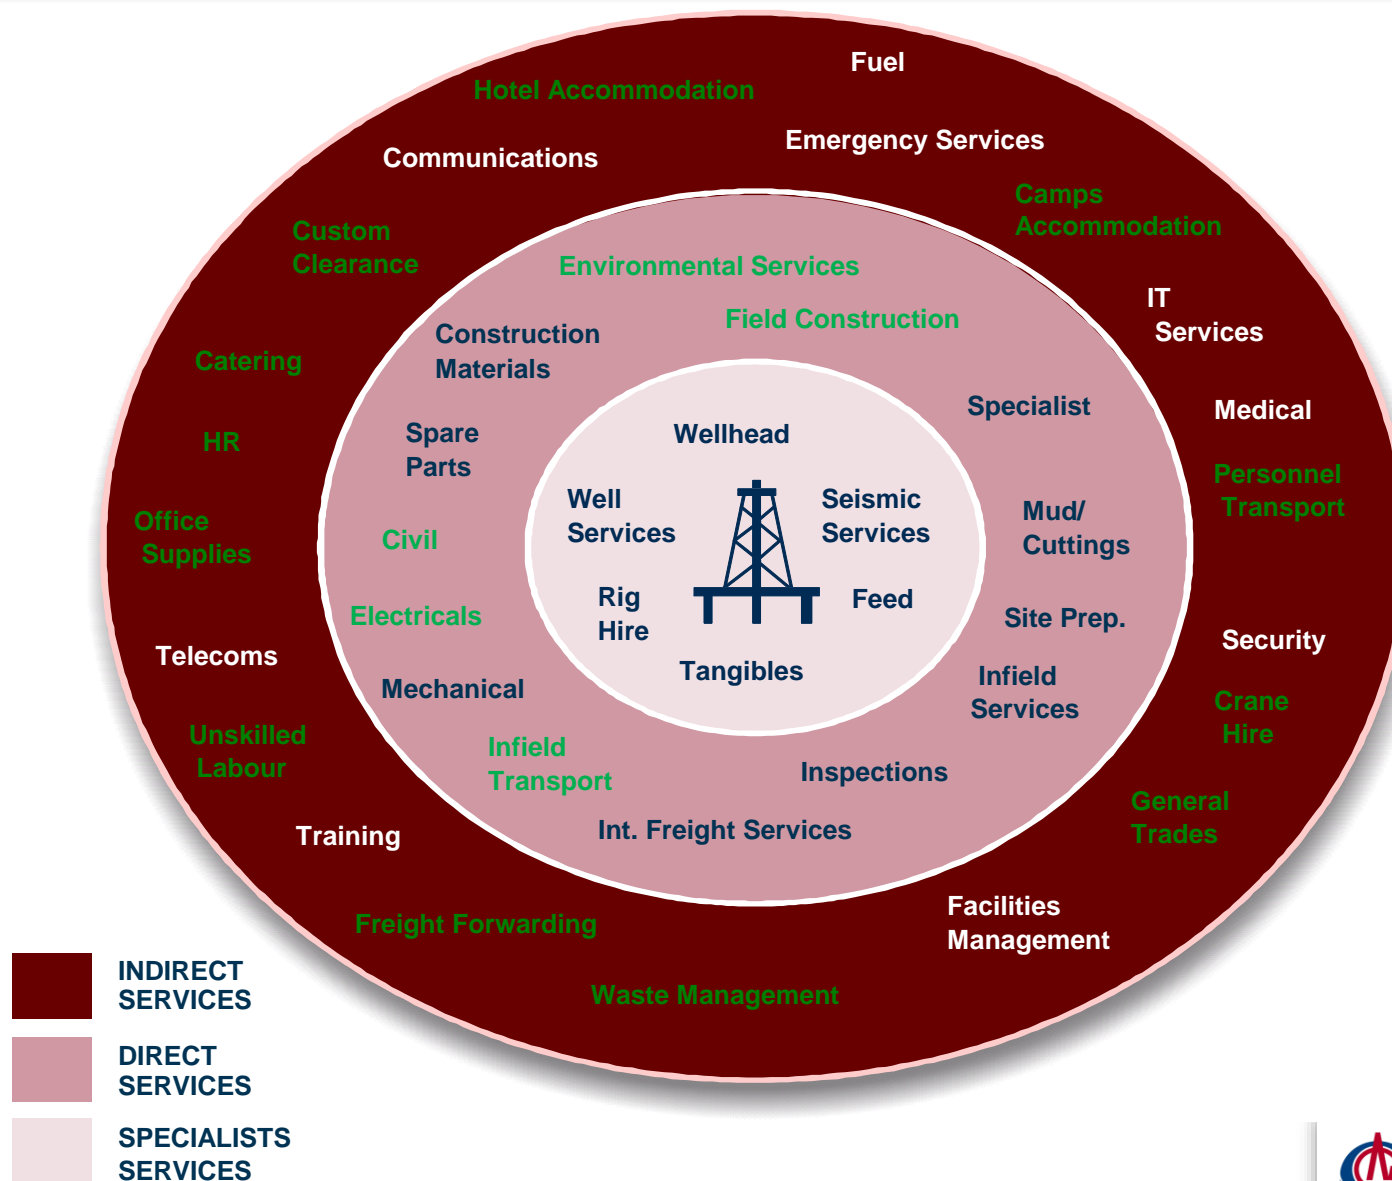 Fuel
Hotel Accommodation
Emergency Services
Communications
Camps
Accommodation
Custom
Clearance
Environmental Services
IT
Services
Field Construction
Construction
Materials
Catering
Specialist
Medical
Wellhead
Spare
Parts
HR
Personnel
Transport
Well
Services
Seismic
Services
Mud/
Cuttings
Office
Supplies
Civil
Rig
Hire
Feed
Electricals
Site Prep.
Security
Telecoms
Tangibles
Mechanical
Infield
Services
Crane
Hire
Unskilled
Labour
Infield
Transport
Inspections
General
Trades
Training
Int. Freight Services
Facilities
Management
Freight Forwarding
Waste Management
INDIRECT
SERVICES
DIRECT
SERVICES
SPECIALISTS
SERVICES